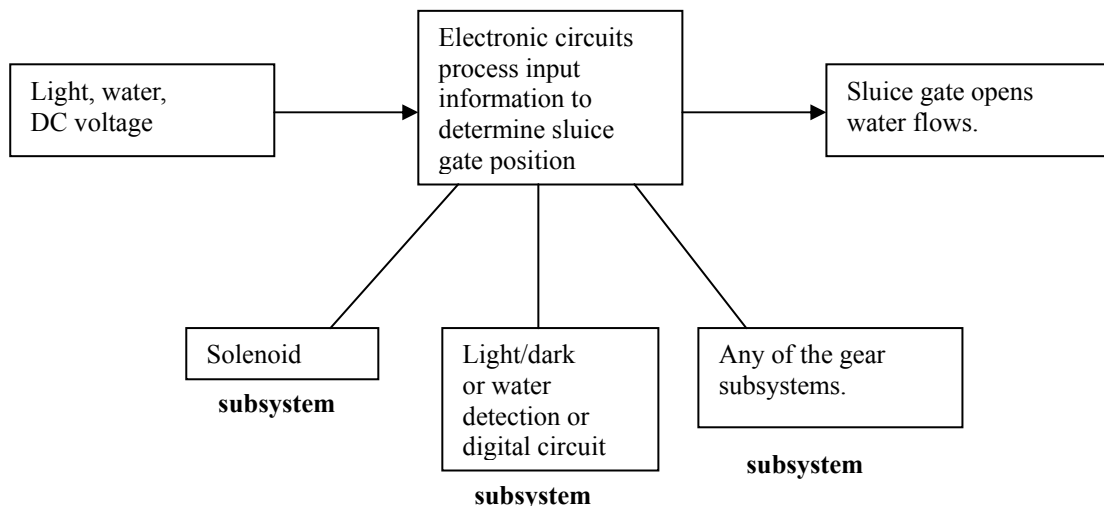 Light, water,
DC voltage
Electronic circuits
process input
information to
determine sluice
gate position
Sluice gate opens
water flows.
Solenoid
subsystem
Light/dark
or water
detection or
digital circuit
subsystem
Any of the gear
subsystems.
subsystem